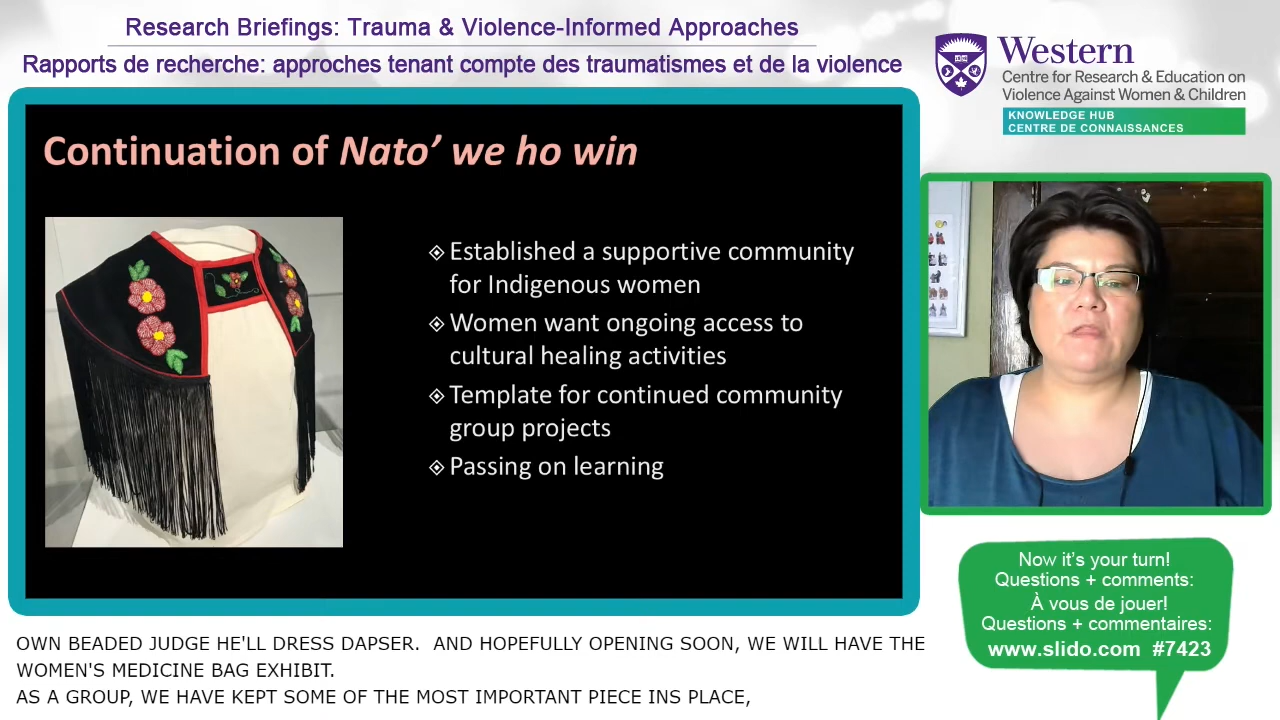 Research Briefings: Trauma & Violence-Informed Approaches
Rapports de recherche: approches tenant compte des traumatismes et de la violence
Western
Centre for Research & Education on
Violence Against Women & Children
KNOWLEDGE HUB
CENTRE DE CONNAISSANCES
Continuation of Nato’ we ho win
Established a supportive community
for Indigenous women
Women want ongoing access to
cultural healing activities
Template for continued community
group projects
Passing on learning
Now it’s your turn!
Questions + comments:
À vous de jouer!
Questions + commentaires:
www.slido.com #7423
OWN BEADED JUDGE HE'LL DRESS DAPSER.  AND HOPEFULLY OPENING SOON, WE WILL HAVE THE
WOMEN'S MEDICINE BAG EXHIBIT.
AS A GROUP, WE HAVE KEPT SOME OF THE MOST IMPORTANT PIECE INS PLACE,